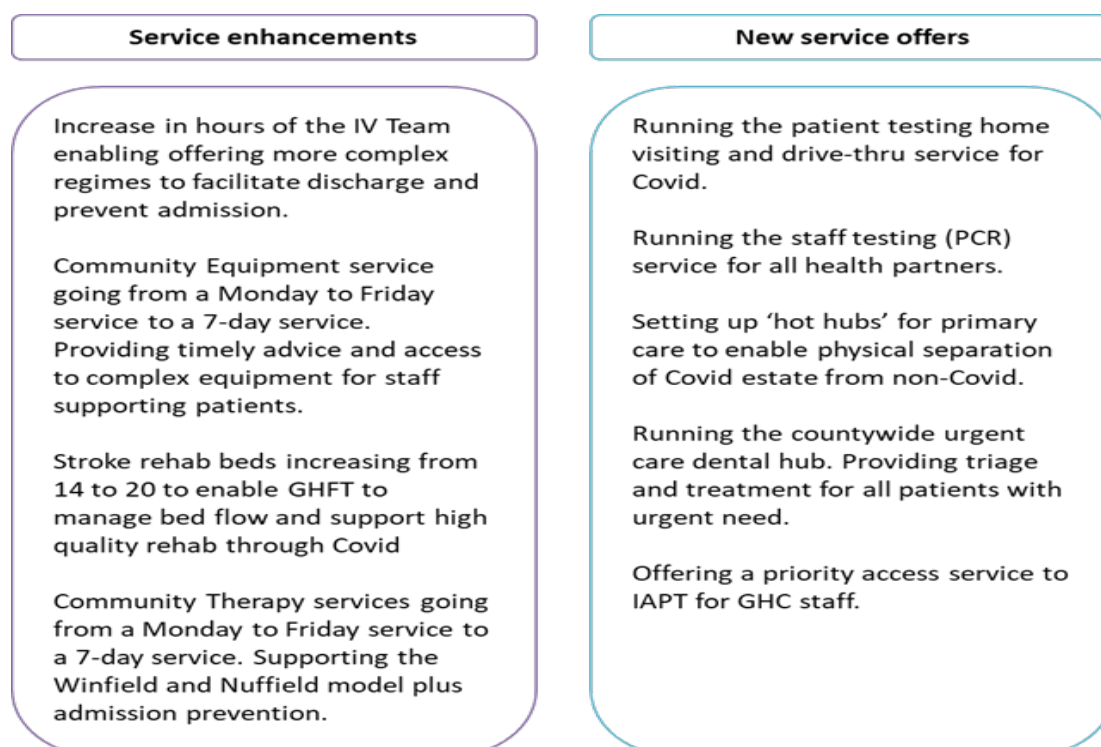 Service enhancements
Increase in hours of the IV Team
enabling offering more complex
regimes to facilitate discharge and
prevent admission.
Community Equipment service
going from a Monday to Friday
service to a 7-day service.
Providing timely advice and access
to complex equipment for staff
supporting patients.
Stroke rehab beds increasing from
14 to 20 to enable GHFT to
manage bed flow and support high
quality rehab through Covid
Community Therapy services going
from a Monday to Friday service to
a 7-day service. Supporting the
Winfield and Nuffield model plus
admission prevention.
New service offers
Running the patient testing home
visiting and drive-thru service for
Covid.
Running the staff testing (PCR)
service for all health partners.
Setting up ‘hot hubs’ for primary
care to enable physical separation
of Covid estate from non-Covid.
Running the countywide urgent
care dental hub. Providing triage
and treatment for all patients with
urgent need.
Offering a priority access service to
IAPT for GHC staff.